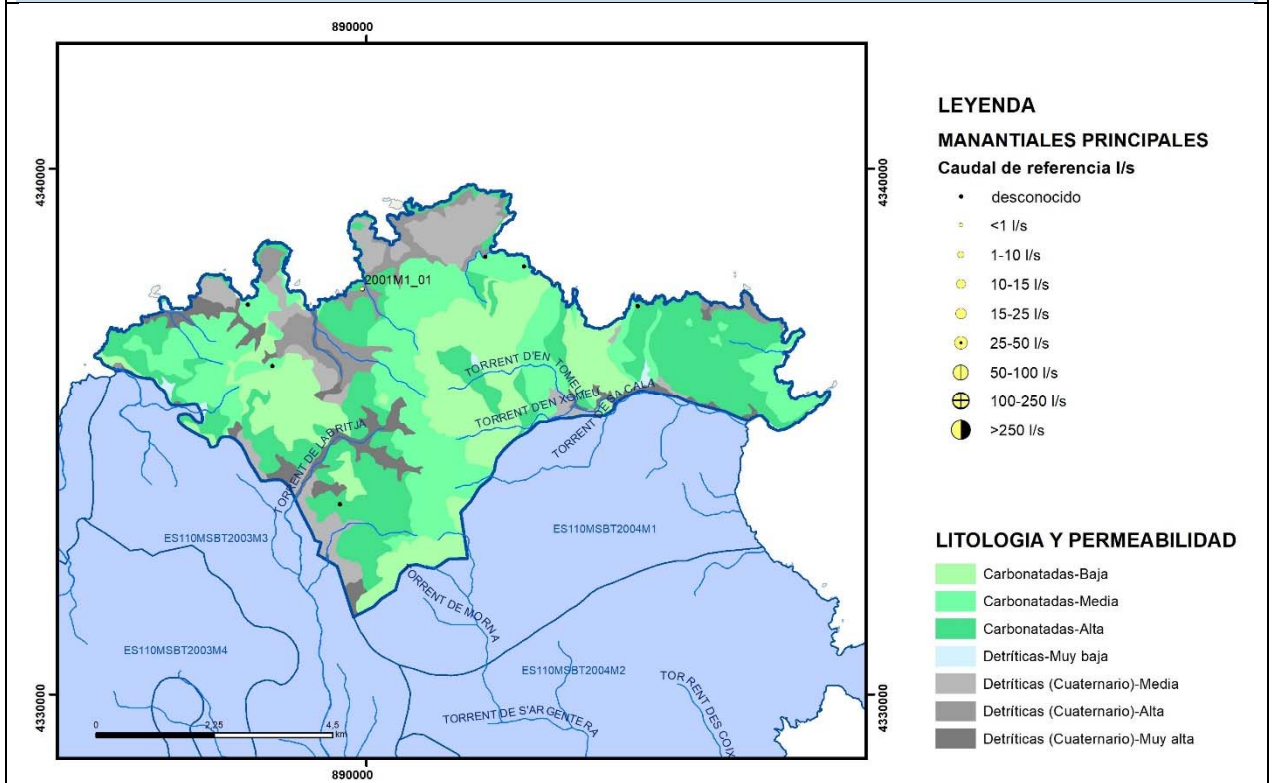 890000
4340000
4340000
2001M1_01
TORRENT D'EN
TOMEU
TORRENT D'EN XOMEU
TORRENT DE SA CALA
TORRENT DE LABRITJA
ES110MSBT2003M3
ES110MSBT2004M1
TORRENT DE MORNA
ES110MSBT2003M4
ES110MSBT2004M2
TORRENT DES COIX
TORRENT DE S'ARGENTERA
4330000
4330000
0 2,25 4,5
km
890000
LEYENDA
MANANTIALES PRINCIPALES
Caudal de referencia l/s
desconocido
<1 l/s
1-10 l/s
10-15 l/s
15-25 l/s
25-50 l/s
50-100 l/s
100-250 l/s
>250 l/s
LITOLOGIA Y PERMEABILIDAD
Carbonatadas-Baja
Carbonatadas-Media
Carbonatadas-Alta
Detríticas-Muy baja
Detríticas (Cuaternario)-Media
Detríticas (Cuaternario)-Alta
Detríticas (Cuaternario)-Muy alta